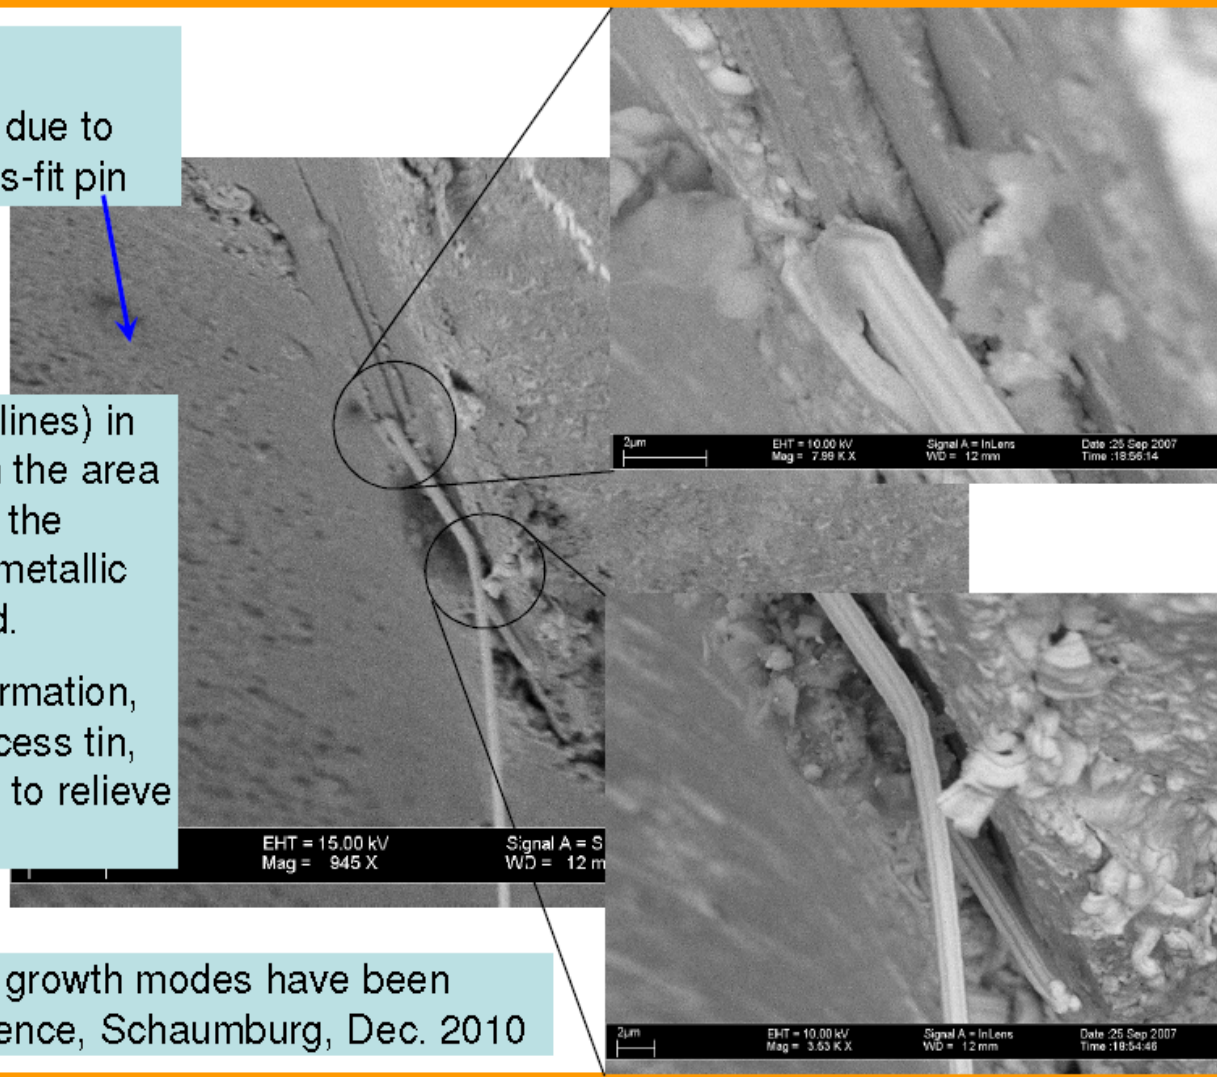 due to
s-fit pin
lines) in
the area
the
metallic
d.
rmation,
cess tin,
to relieve
EHT = 15.00 kV
Mag = 945 X
Signal A = S
WD = 12 m
growth modes have been
ence, Schaumburg, Dec. 2010
2µm
EHT = 10.00 kV
Mag = 7.99 K X
Signal A = InLens
WD = 12 mm
Date :25 Sep 2007
Time :18:56:14
2µm
EHT = 10.00 kV
Mag = 3.53 K X
Signal A = InLens
WD = 12 mm
Date :25 Sep 2007
Time :18:54:46